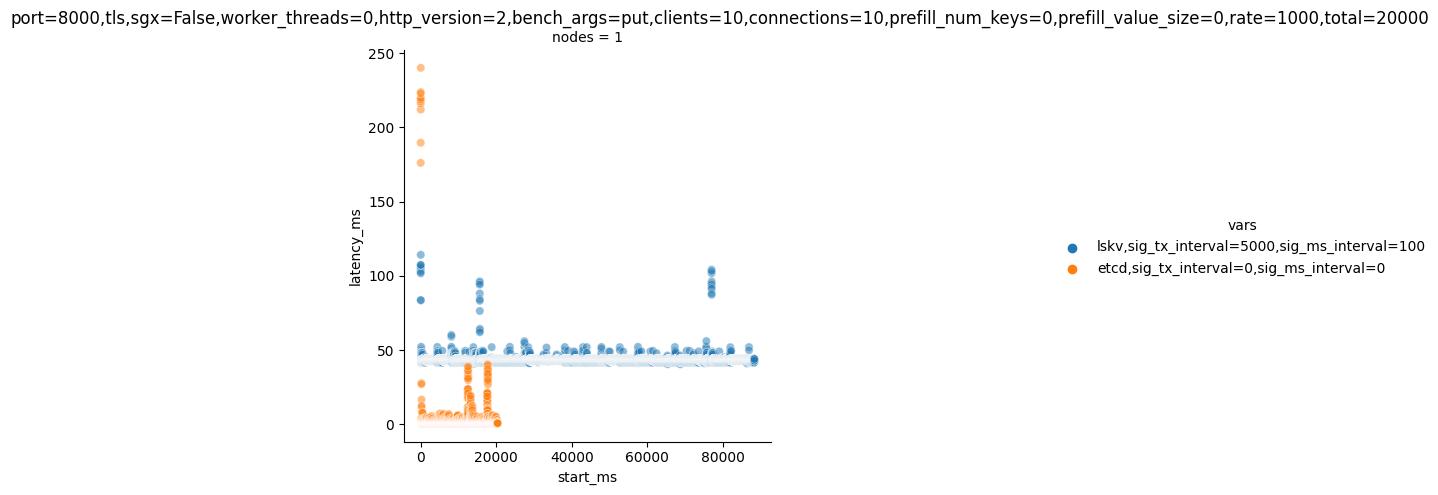 port=8000,tls,sgx=False,worker_threads=0,http_version=2,bench_args=put,clients=10,connections=10,prefill_num_keys=0,prefill_value_size=0,rate=1000,total=20000
nodes = 1
250
200
150
100
50
0
latency_ms
0 20000 40000 60000 80000
start_ms
vars
lskv,sig_tx_interval=5000,sig_ms_interval=100
etcd,sig_tx_interval=0,sig_ms_interval=0